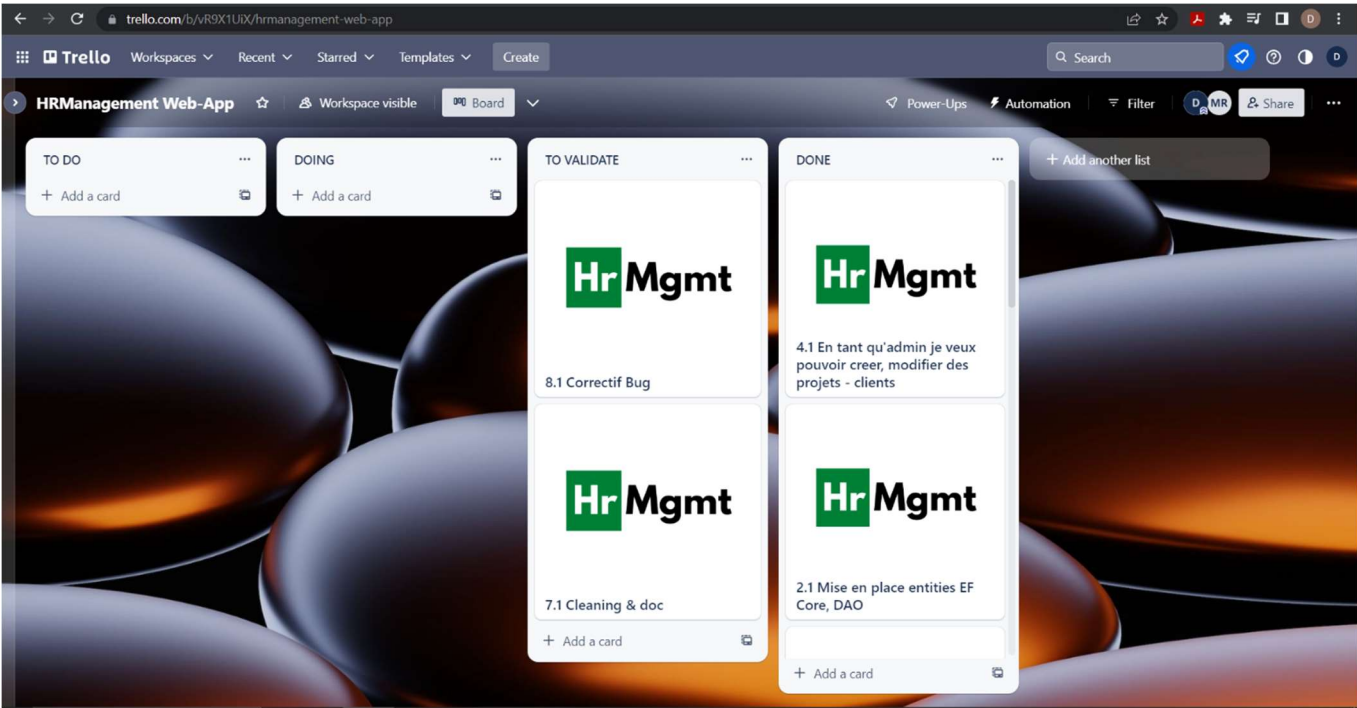 trello.com/b/vR9X1UiX/hrmanagement-web-app
D
Trello Workspaces Recent Starred Templates Create Search D
HRManagement Web-App Workspace visible Board Power-Ups Automation Filter D MR Share
TO DO
+ Add a card
DOING
+ Add a card
TO VALIDATE
Hr Mgmt
8.1 Correctif Bug
Hr Mgmt
7.1 Cleaning & doc
+ Add a card
DONE
Hr Mgmt
4.1 En tant qu'admin je veux
pouvoir creer, modifier des
projets - clients
Hr Mgmt
2.1 Mise en place entities EF
Core, DAO
+ Add a card
+ Add another list